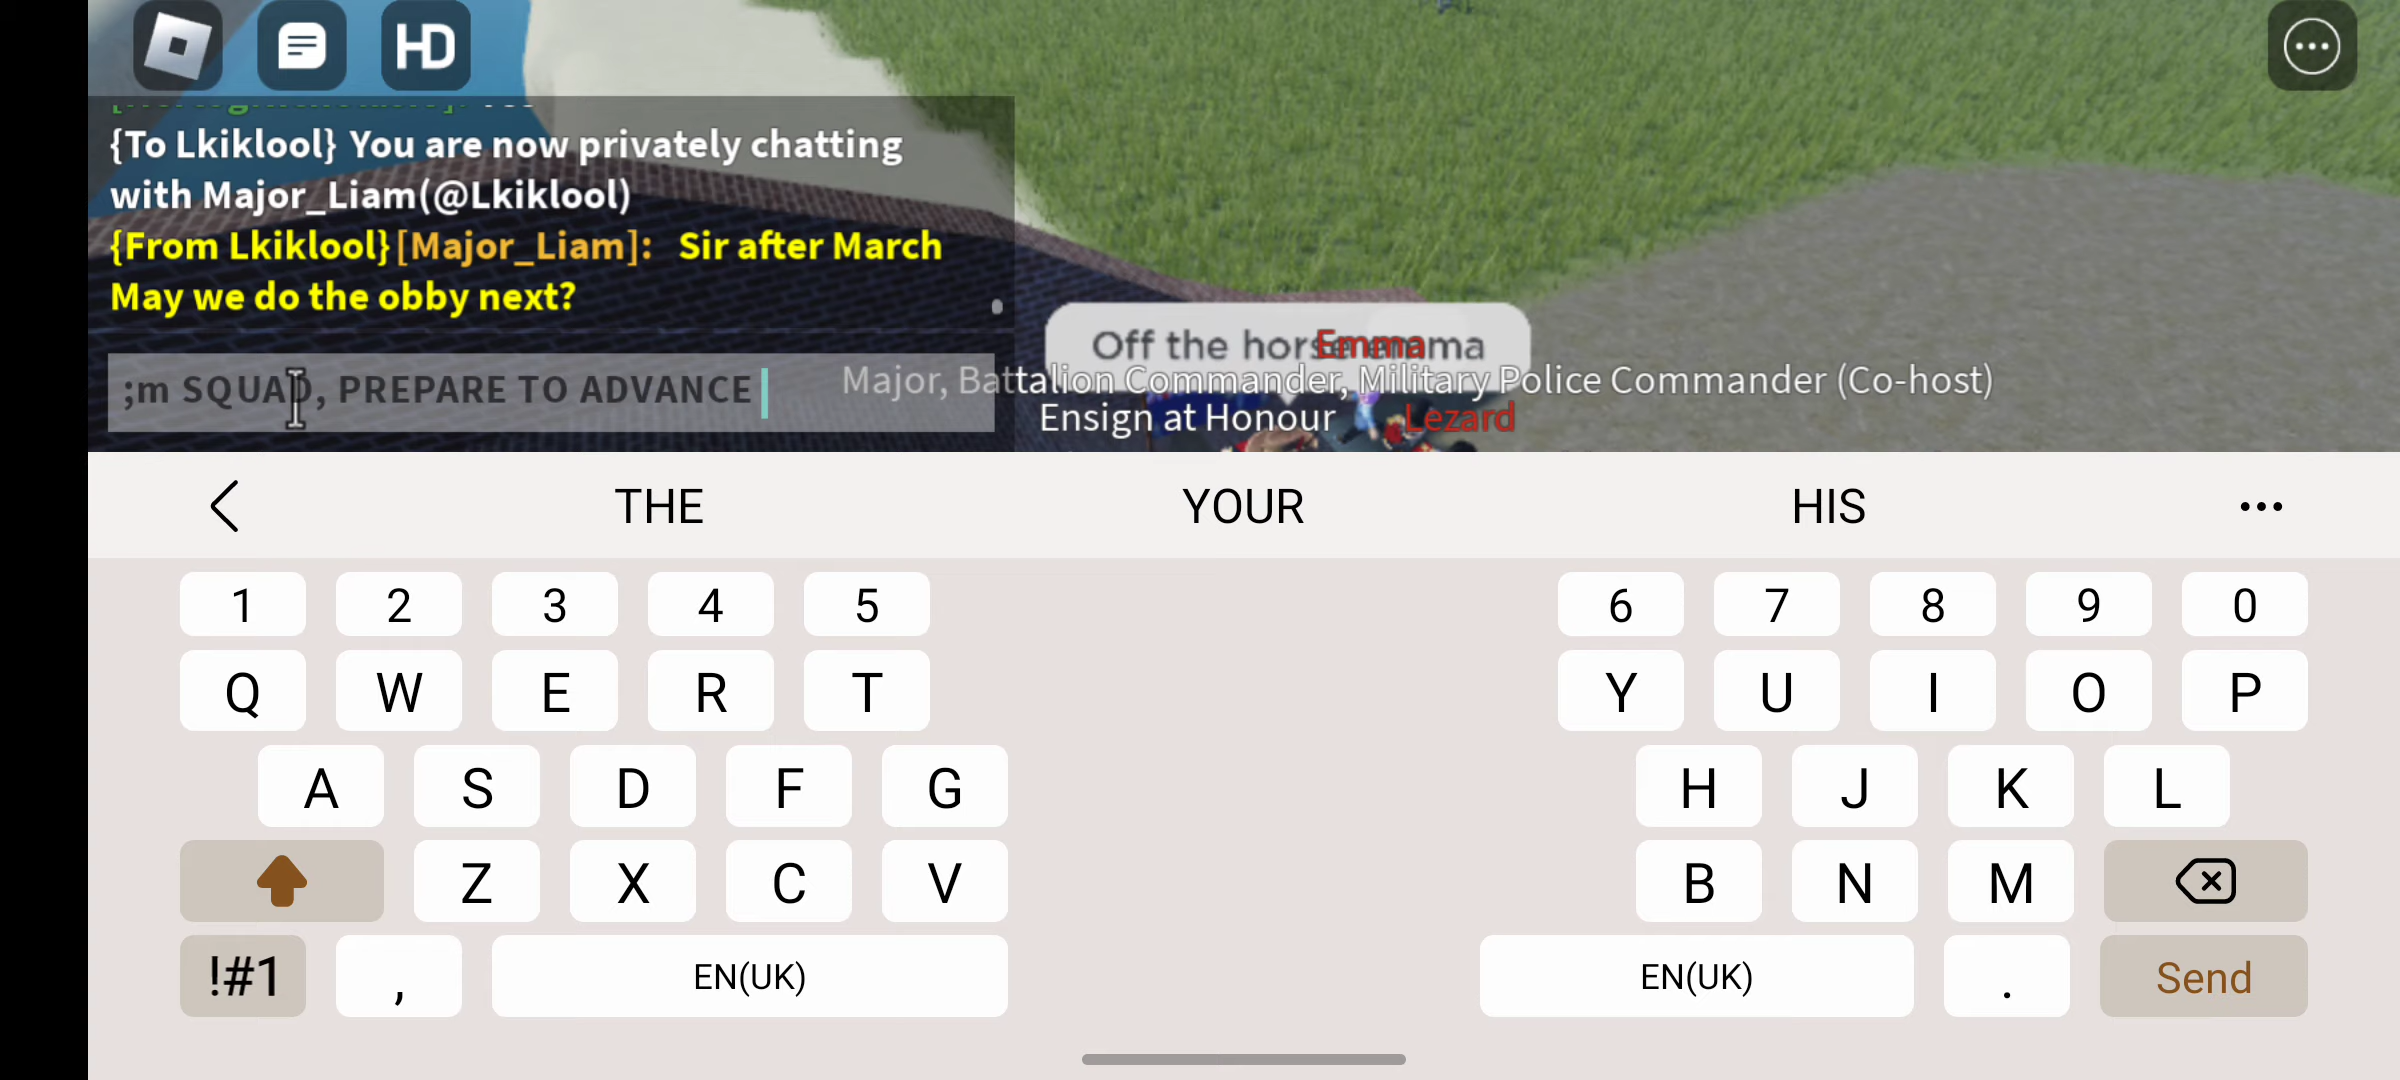 HD
{To Lkiklool} You are now privately chatting
with Major_Liam(@Lkiklool)
{From Lkiklool}[Major_Liam]: Sir after March
May we do the obby next?
;m SQUAD, PREPARE TO ADVANCE
Off the horse emma
Emma
Major, Battalion Commander, Military Police Commander (Co-host)
Ensign at Honour
Lezard
THE YOUR HIS
1 2 3 4 5 6 7 8 9 0
Q W E R T Y U I O P
A S D F G H J K L
Z X C V B N M
!#1 , EN(UK) EN(UK) . Send